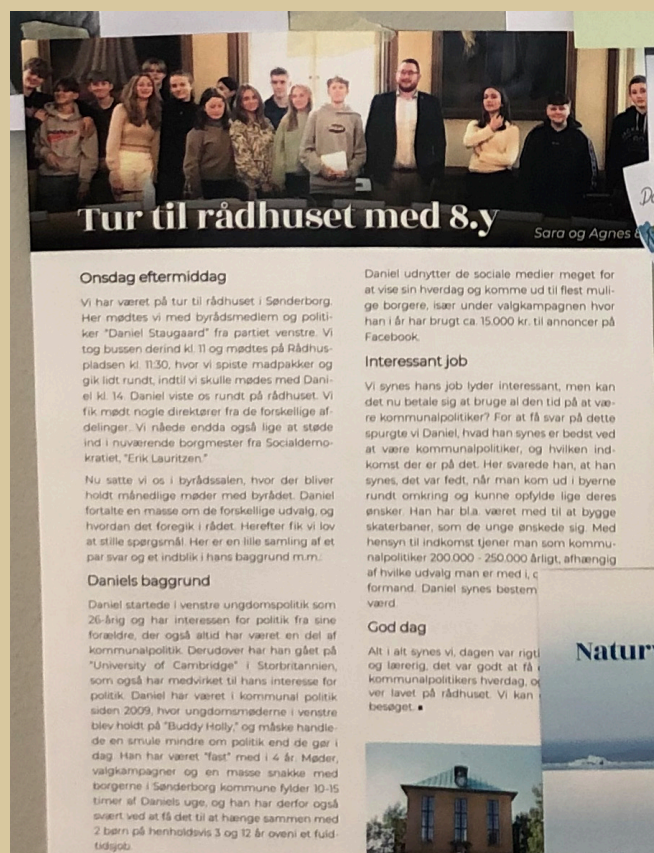 Tur til rådhuset med 8.y
Sara og Agnes
Onsdag eftermiddag
Vi har været på tur til rådhuset i Sønderborg.
Her mødtes vi med byrådsmedlem og politi-
ker "Daniel Staugaard" fra partiet venstre. Vi
tog bussen derind kl. 11 og mødtes på Rådhus-
pladsen kl. 11:30, hvor vi spiste madpakker og
gik lidt rundt, indtil vi skulle mødes med Dani-
el kl. 14. Daniel viste os rundt på rådhuset. Vi
fik mødt nogle direktører fra de forskellige af-
delinger. Vi nåede endda også lige at støde
ind i nuværende borgmester fra Socialdemo-
kratiet, "Erik Lauritzen."
Nu satte vi os i byrådssalen, hvor der bliver
holdt månedlige møder med byrådet. Daniel
fortalte en masse om de forskellige udvalg, og
hvordan det foregik i rådet. Herefter fik vi lov
at stille spørgsmål. Her er en lille samling af et
par svar og et indblik i hans baggrund m.m.:
Daniels baggrund
Daniel startede i venstre ungdomspolitik som
26-årig og har interessen for politik fra sine
forældre, der også altid har været en del af
kommunalpolitik. Derudover har han gået på
"University of Cambridge" i Storbritannien,
som også har medvirket til hans interesse for
politik. Daniel har været i kommunal politik
siden 2009, hvor ungdomsmøderne i venstre
blev holdt på "Buddy Holly," og måske handle-
de en smule mindre om politik end de gør i
dag. Han har været "fast" med i 4 år. Møder,
valgkampagner og en masse snakke med
borgerne i Sønderborg kommune fylder 10-15
timer af Daniels uge, og han har derfor også
svært ved at få det til at hænge sammen med
2 børn på henholdsvis 3 og 12 år oveni et fuld-
tidsjob.
Daniel udnytter de sociale medier meget for
at vise sin hverdag og komme ud til flest muli-
ge borgere, især under valgkampagnen hvor
han i år har brugt ca. 15.000 kr. til annoncer på
Facebook.
Interessant job
Vi synes hans job lyder interessant, men kan
det nu betale sig at bruge al den tid på at væ-
re kommunalpolitiker? For at få svar på dette
spurgte vi Daniel, hvad han synes er bedst ved
at være kommunalpolitiker, og hvilken ind-
komst der er på det. Her svarede han, at han
synes, det var fedt, når man kom ud i byerne
rundt omkring og kunne opfylde lige deres
ønsker. Han har bl.a. været med til at bygge
skaterbaner, som de unge ønskede sig. Med
hensyn til indkomst tjener man som kommu-
nalpolitiker 200.000 - 250.000 årligt, afhængig
af hvilke udvalg man er med i,
formand. Daniel synes bestem
værd.
God dag
Alt i alt synes vi, dagen var rigti
og lærerig, det var godt at få
kommunalpolitikers hverdag,
ver lavet på rådhuset. Vi kan
besøget.
Natur